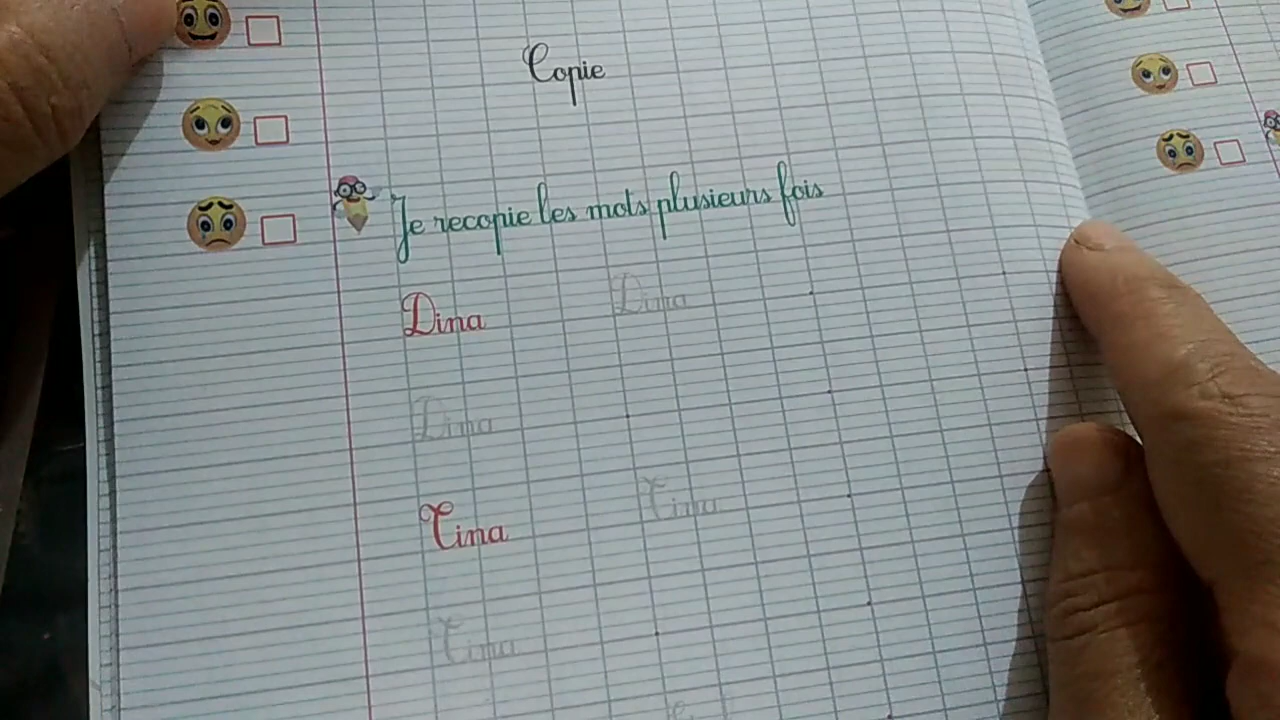 Copie
Je recopie les mots plusieurs fois
Dina Dina
Dina
Tina Tina
Tina